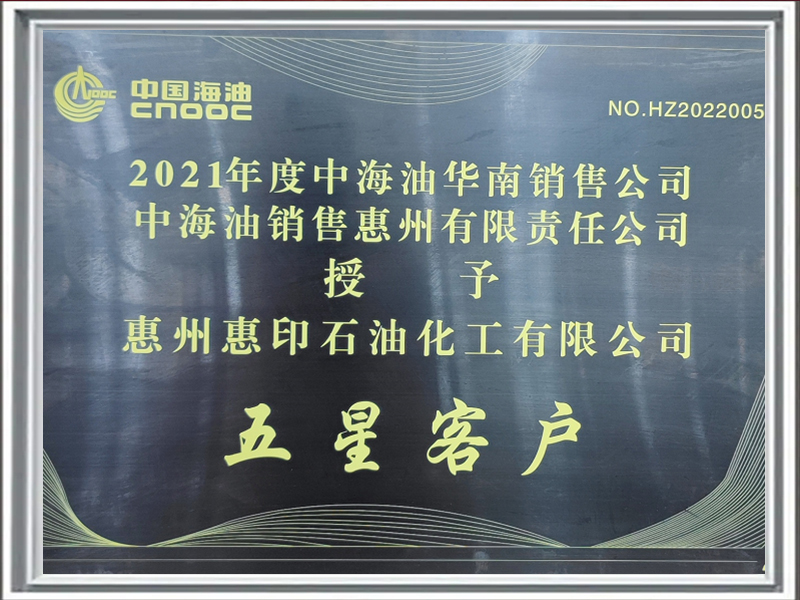 中国海油
CNOOC
CNOOC
NO.HZ2022005
2021年度中海油华南销售公司
中海油销售惠州有限责任公司
授 予
惠州惠印石油化工有限公司
五星客户